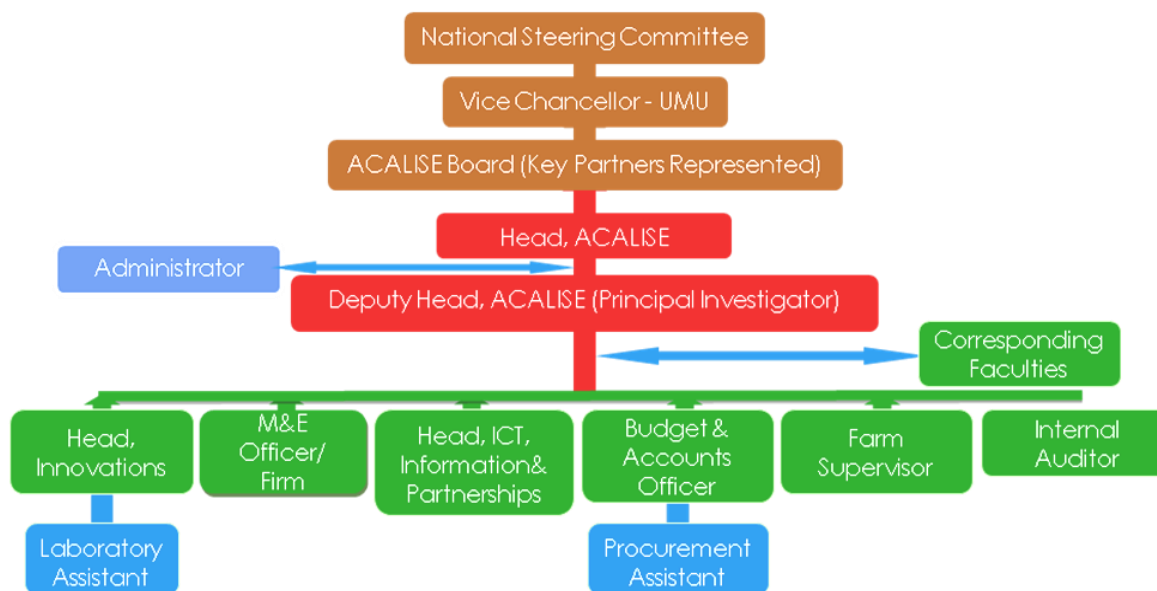 National Steering Committee
Vice Chancellor - UMU
ACALISE Board (Key Partners Represented)
Head, ACALISE
Administrator
Deputy Head, ACALISE (Principal Investigator)
Corresponding
Faculties
Head,
Innovations
M&E
Officer/
Firm
Head, ICT,
Information&
Partnerships
Budget &
Accounts
Officer
Farm
Supervisor
Internal
Auditor
Laboratory
Assistant
Procurement
Assistant